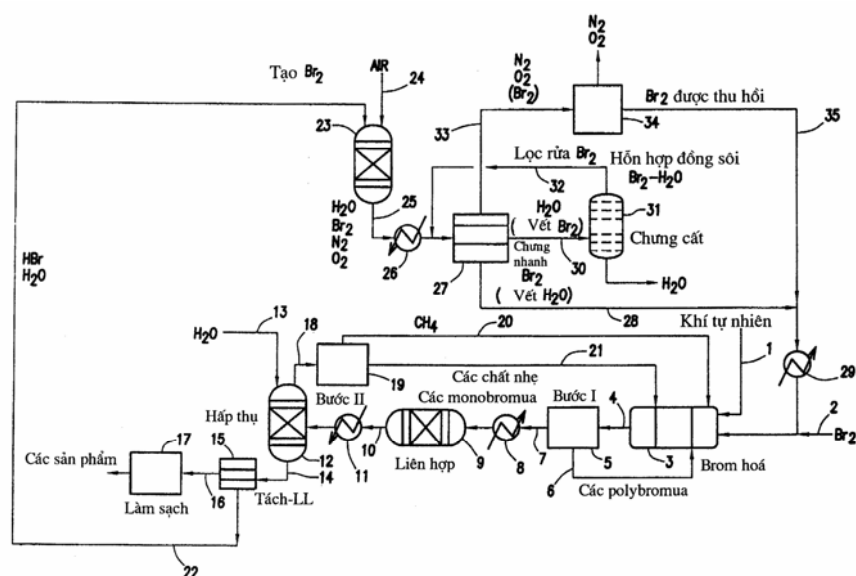 N2
O2
Tạo Br2
AIR
24
N2
O2
(Br2)
Br2 được thu hồi
23
33
34
35
Lọc rửa Br2
Hỗn hợp đồng sôi
Br2-H2O
32
H2O
Br2
N2
O2
25
H2O
( Vết Br2)
31
Chưng cất
26
27
Chưng nhanh
30
Br2
( Vết H2O)
H2O
HBr
H2O
28
Khí tự nhiên
13
18
CH4
20
1
H2O
21
29
19
Bước II
Các chất nhẹ
Các monobromua
Bước I
4
2
Br2
Hấp thụ
17
15
12
11
10
9
8
7
5
3
Các sản phẩm
14
Liên hợp
6
Brom hoá
16
Tách-LL
Các polybromua
Làm sạch
22